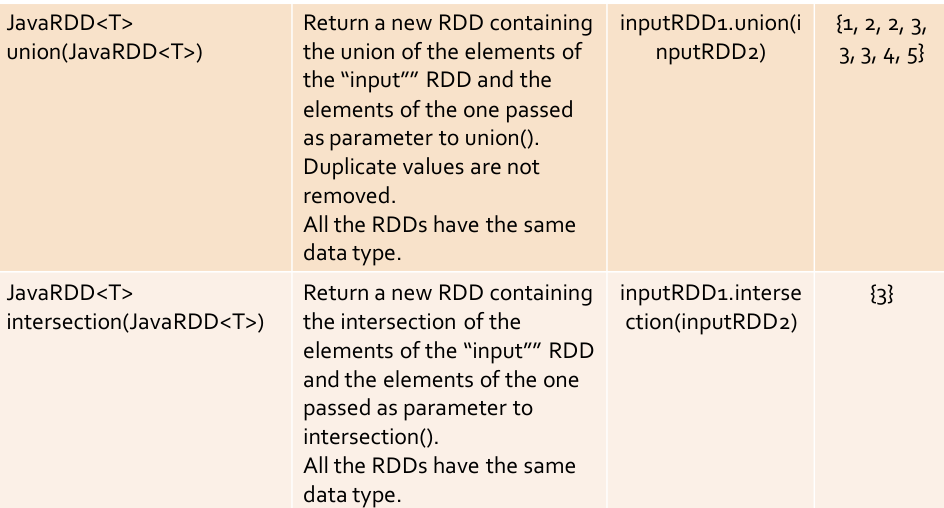 JavaRDD<T>
union(JavaRDD<T>)
Return a new RDD containing
the union of the elements of
the “input”” RDD and the
elements of the one passed
as parameter to union().
Duplicate values are not
removed.
All the RDDs have the same
data type.
inputRDD1.union(i
nputRDD2)
{1, 2, 2, 3,
3, 3, 4, 5}
JavaRDD<T>
intersection(JavaRDD<T>)
Return a new RDD containing
the intersection of the
elements of the “input”” RDD
and the elements of the one
passed as parameter to
intersection().
All the RDDs have the same
data type.
inputRDD1.interse
ction(inputRDD2)
{3}